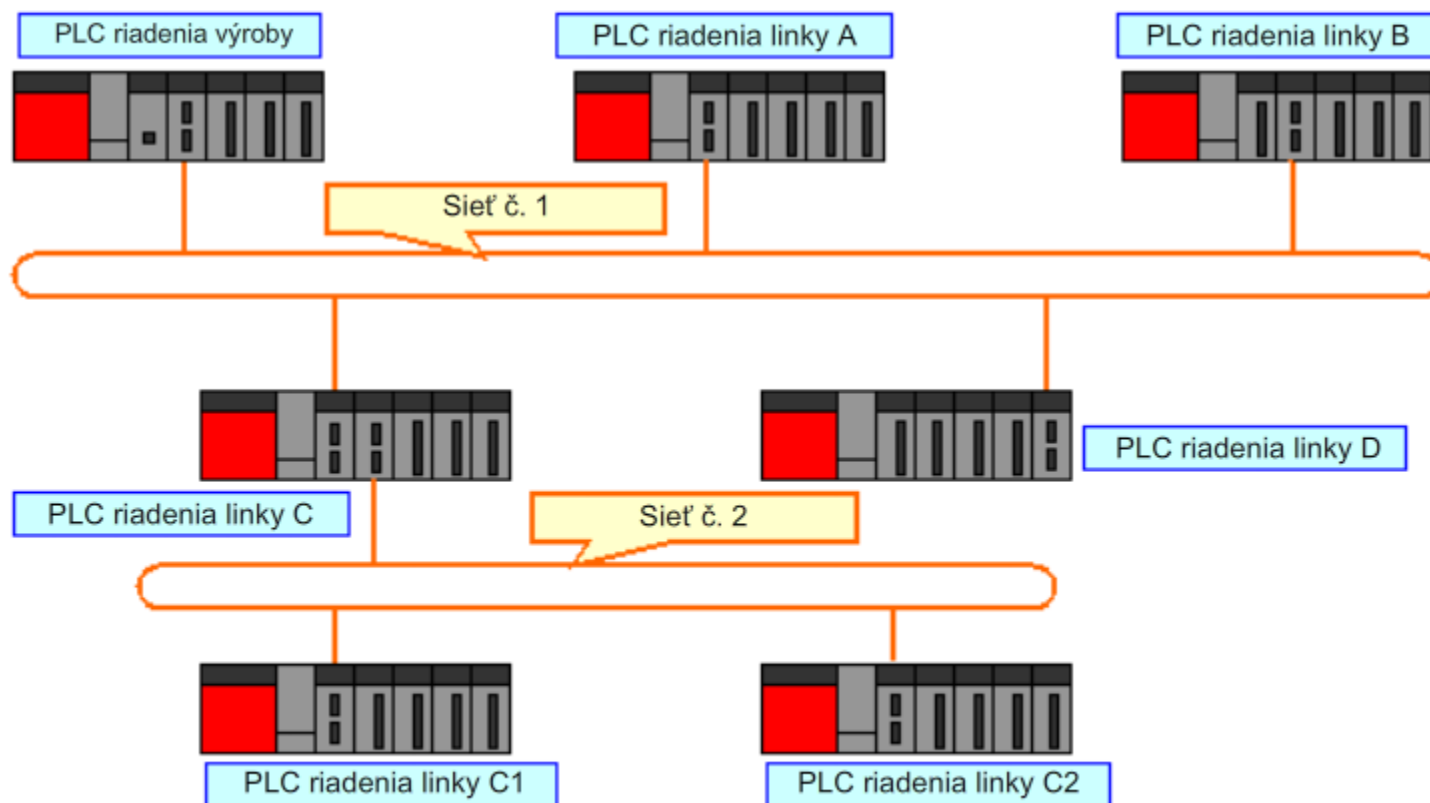 PLC riadenia výroby
PLC riadenia linky A
PLC riadenia linky B
Sieť č. 1
PLC riadenia linky D
PLC riadenia linky C
Sieť č. 2
PLC riadenia linky C1
PLC riadenia linky C2